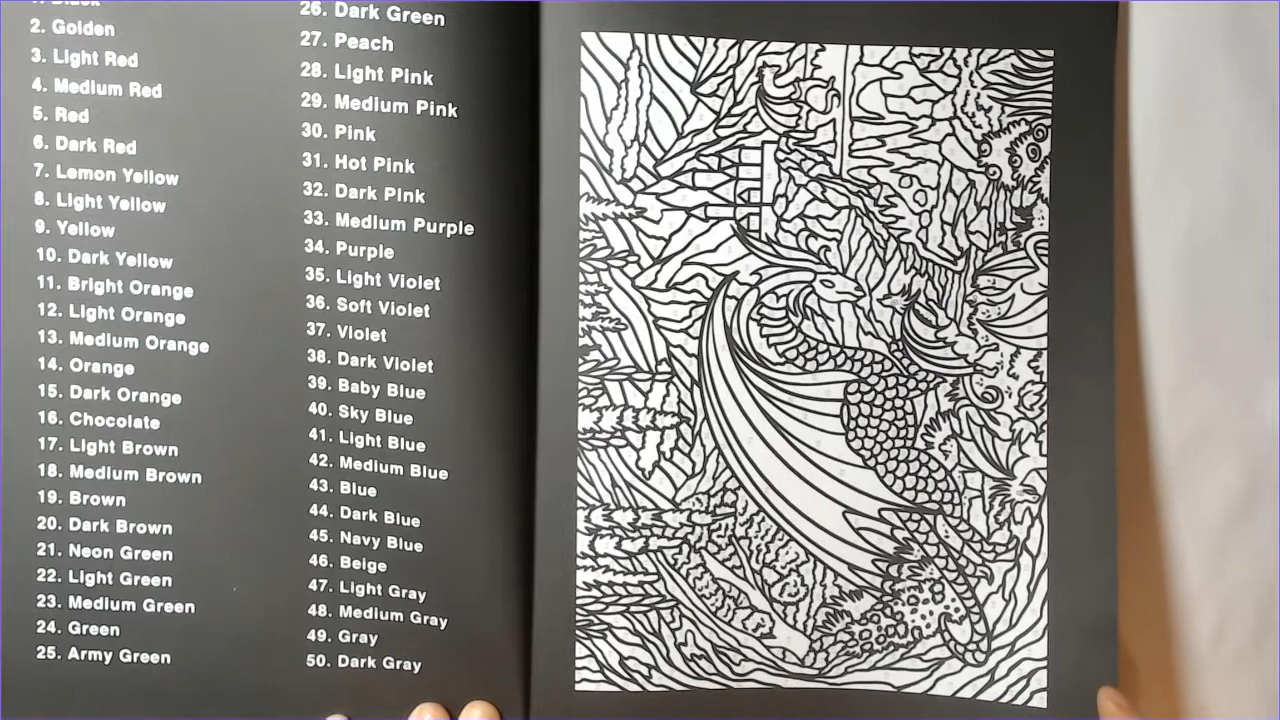 1. Black
2. Golden
3. Light Red
4. Medium Red
5. Red
6. Dark Red
7. Lemon Yellow
8. Light Yellow
9. Yellow
10. Dark Yellow
11. Bright Orange
12. Light Orange
13. Medium Orange
14. Orange
15. Dark Orange
16. Chocolate
17. Light Brown
18. Medium Brown
19. Brown
20. Dark Brown
21. Neon Green
22. Light Green
23. Medium Green
24. Green
25. Army Green
26. Dark Green
27. Peach
28. Light Pink
29. Medium Pink
30. Pink
31. Hot Pink
32. Dark Pink
33. Medium Purple
34. Purple
35. Light Violet
36. Soft Violet
37. Violet
38. Dark Violet
39. Baby Blue
40. Sky Blue
41. Light Blue
42. Medium Blue
43. Blue
44. Dark Blue
45. Navy Blue
46. Beige
47. Light Gray
48. Medium Gray
49. Gray
50. Dark Gray